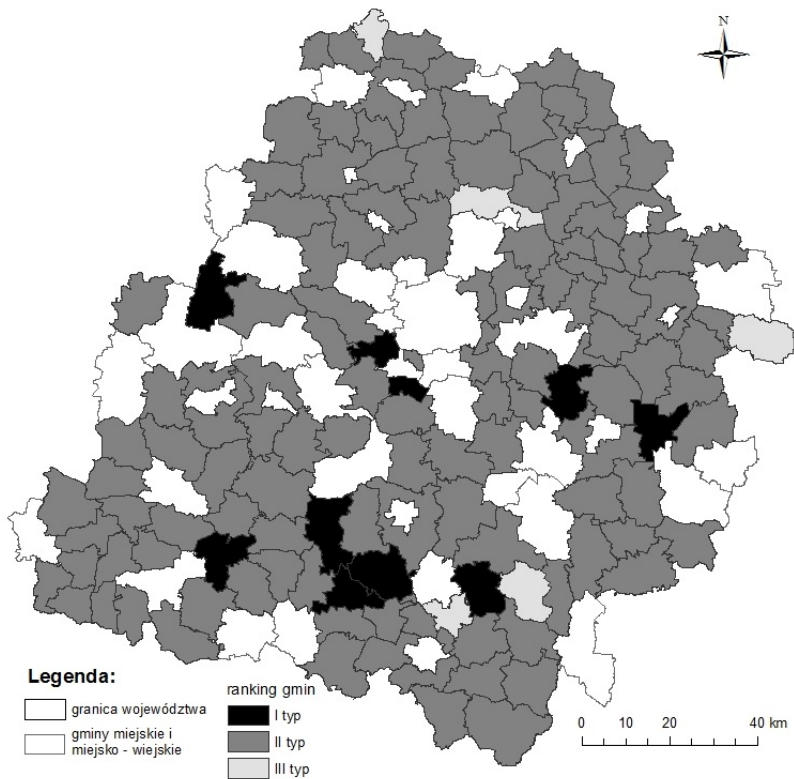 N
Legenda:
granica województwa
gminy miejskie i
miejsko - wiejskie
ranking gmin
I typ
II typ
III typ
0 10 20 40 km